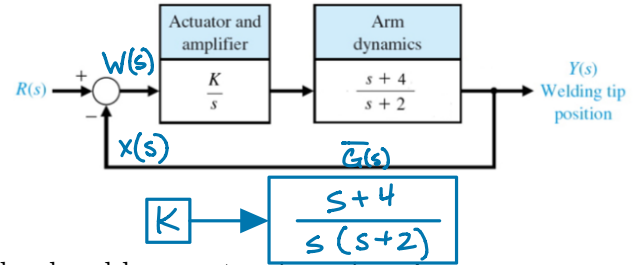 Actuator and
amplifier
Arm
dynamics
W(s)
+
R(s)
K
s
s + 4
s + 2
Y(s)
Welding tip
position
−
X(s)
G̅(s)
K
s+4
s(s+2)